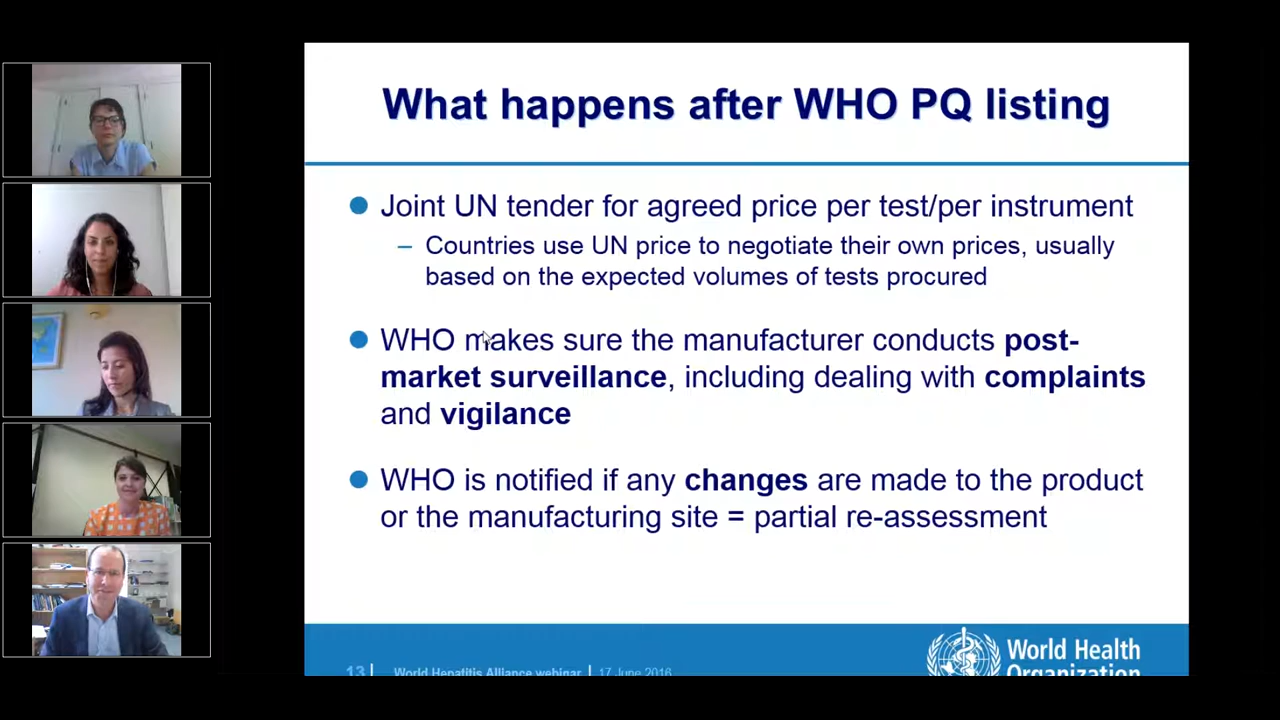 What happens after WHO PQ listing
Joint UN tender for agreed price per test/per instrument
– Countries use UN price to negotiate their own prices, usually
based on the expected volumes of tests procured
WHO makes sure the manufacturer conducts post-
market surveillance, including dealing with complaints
and vigilance
WHO is notified if any changes are made to the product
or the manufacturing site = partial re-assessment
13 | World Hepatitis Alliance webinar | 17 June 2016
World Health
Organization